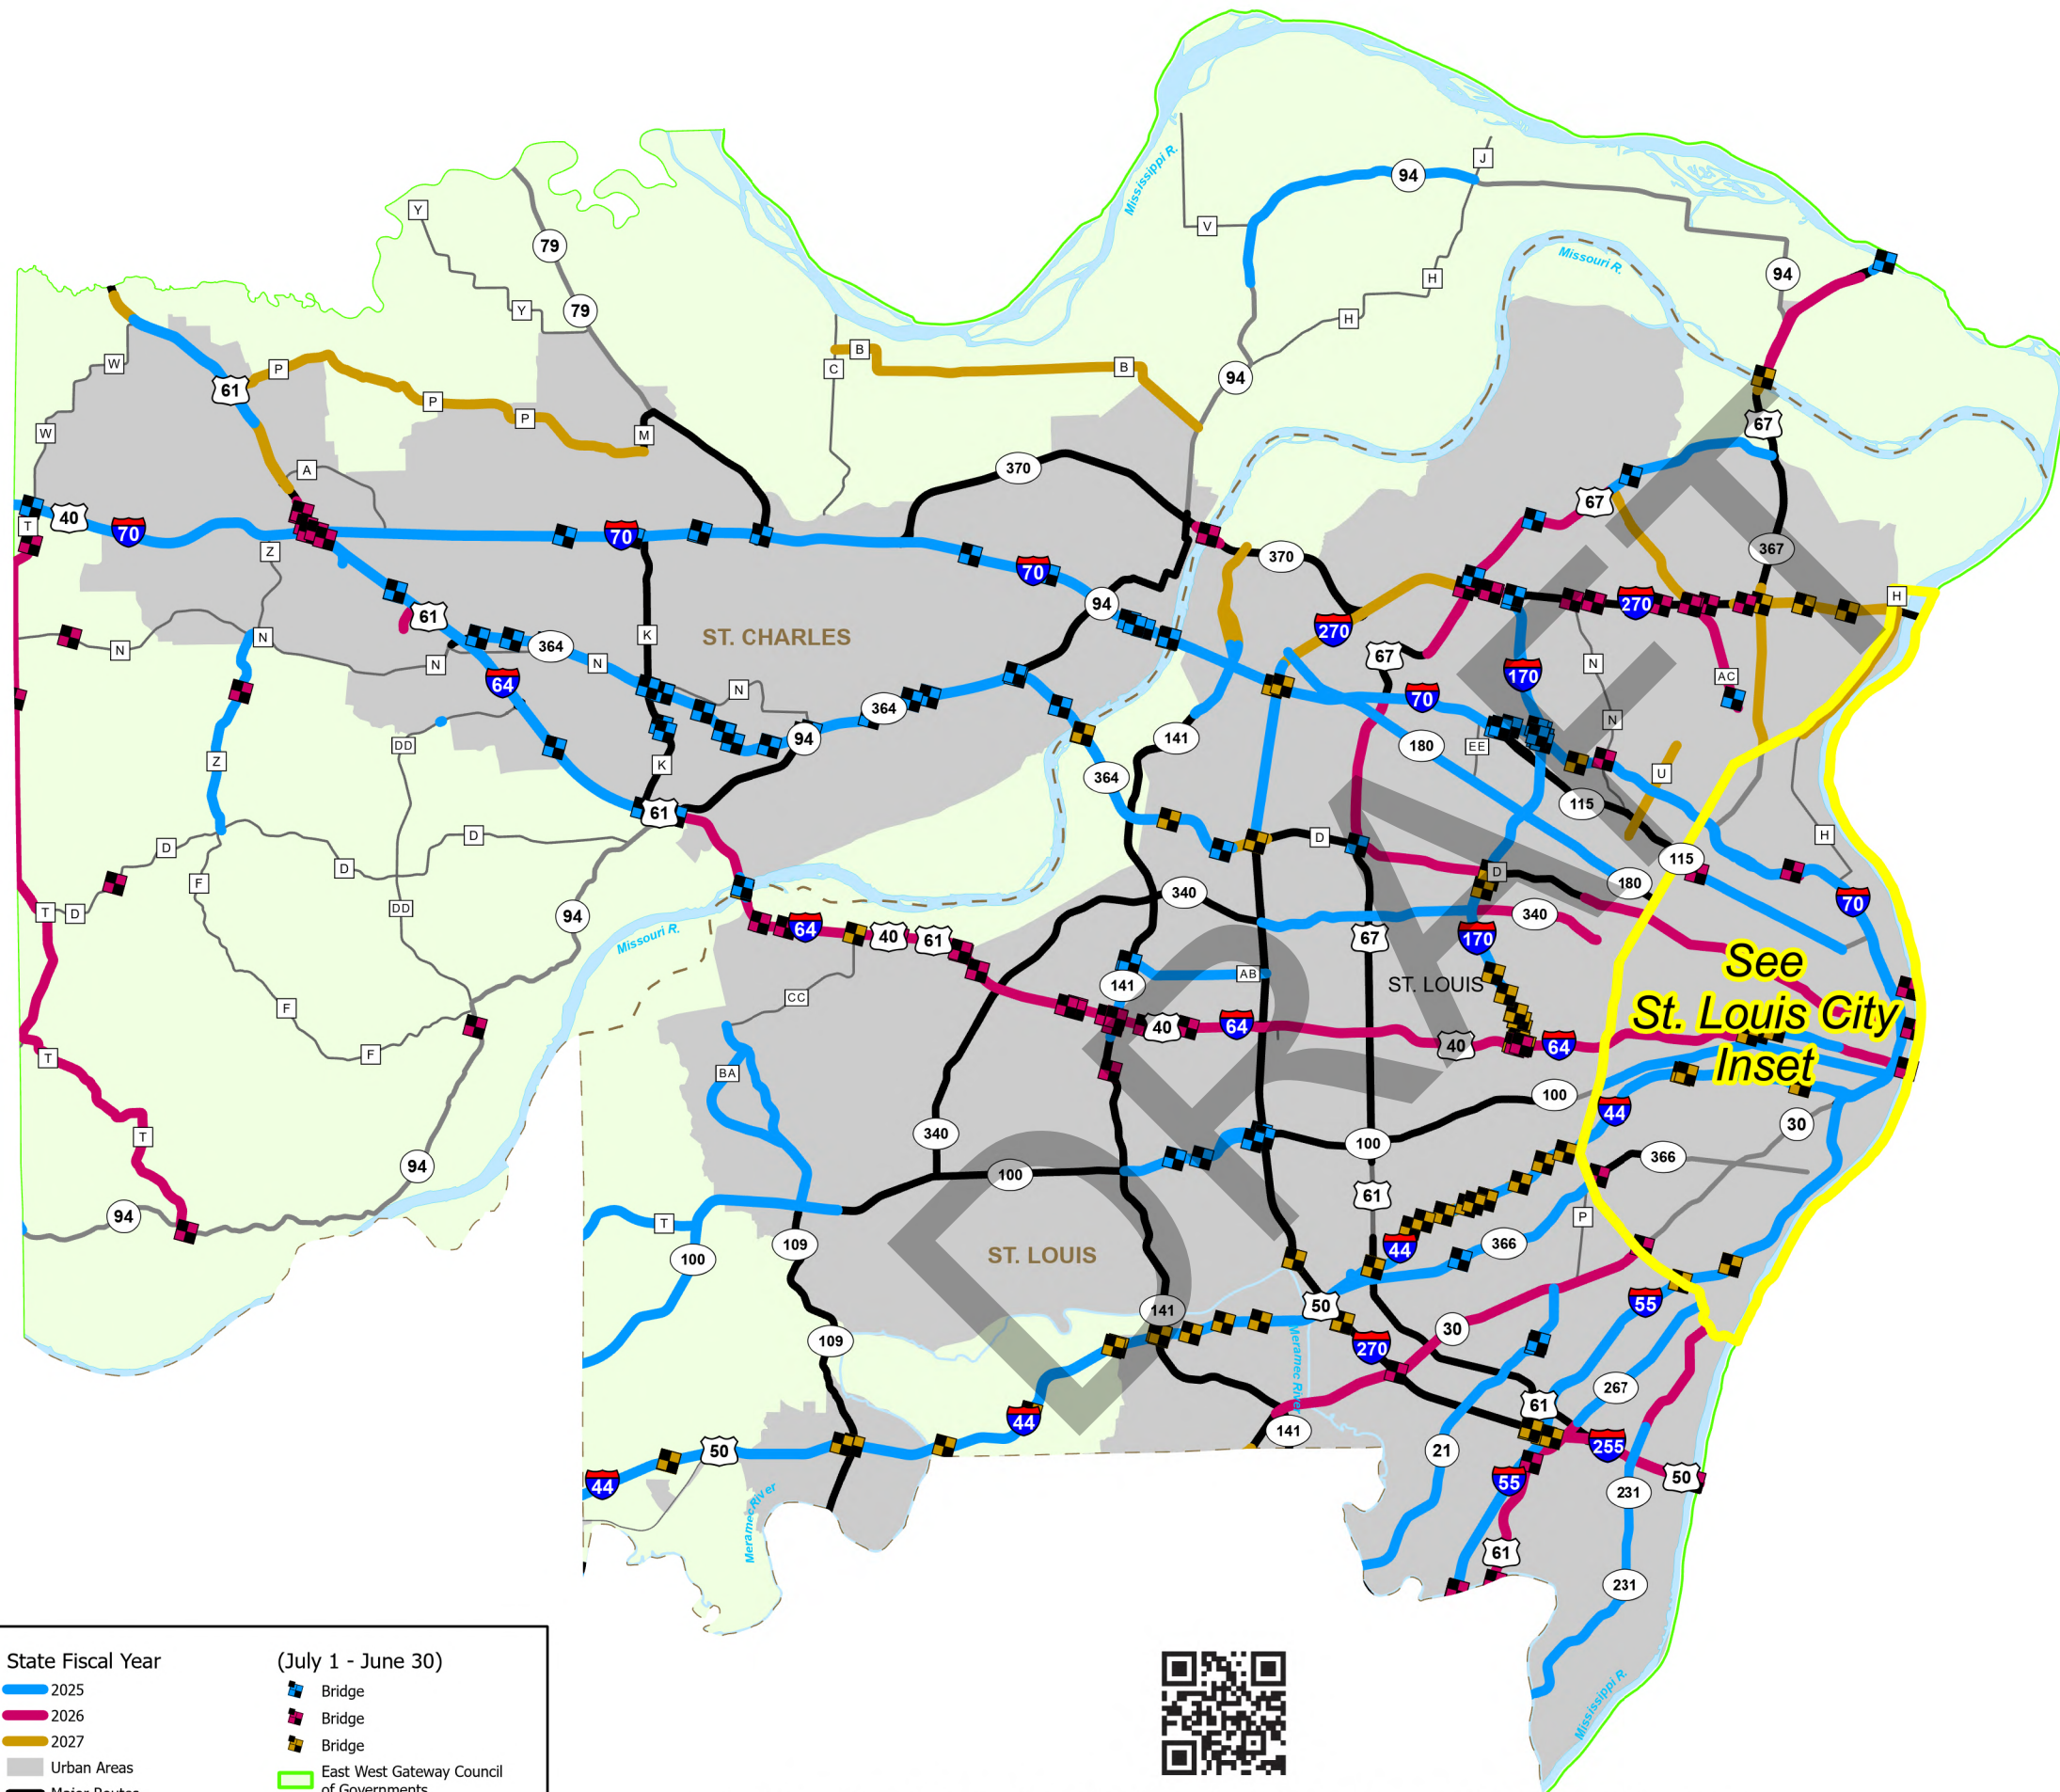 J
94
Mississippi R.
Y
V
79
Missouri R.
H
94
79
Y
H
W
B
P
C
B
94
61
P
P
67
W
M
A
370
67
40
70
T
70
Z
70
370
367
94
H
270
270
61
K
ST. CHARLES
N
N
364
N
N
N
67
N
64
N
170
AC
70
364
N
DD
94
141
180
EE
Z
K
364
U
115
61
D
D
D
D
H
115
F
D
180
340
T
D
DD
94
340
70
64
40
61
67
170
Missouri R.
See
St. Louis City
Inset
AB
141
ST. LOUIS
CC
F
40
64
40
64
T
F
BA
100
44
30
T
340
100
366
94
100
61
94
T
P
109
ST. LOUIS
366
44
100
50
141
55
109
30
270
Meramec River
267
61
44
141
50
21
255
44
50
55
231
Meramec River
61
231
Mississippi R.
State Fiscal Year
(July 1 - June 30)
2025
Bridge
2026
Bridge
2027
Bridge
Urban Areas
East West Gateway Council
of Governments
Major Routes
DRAFT